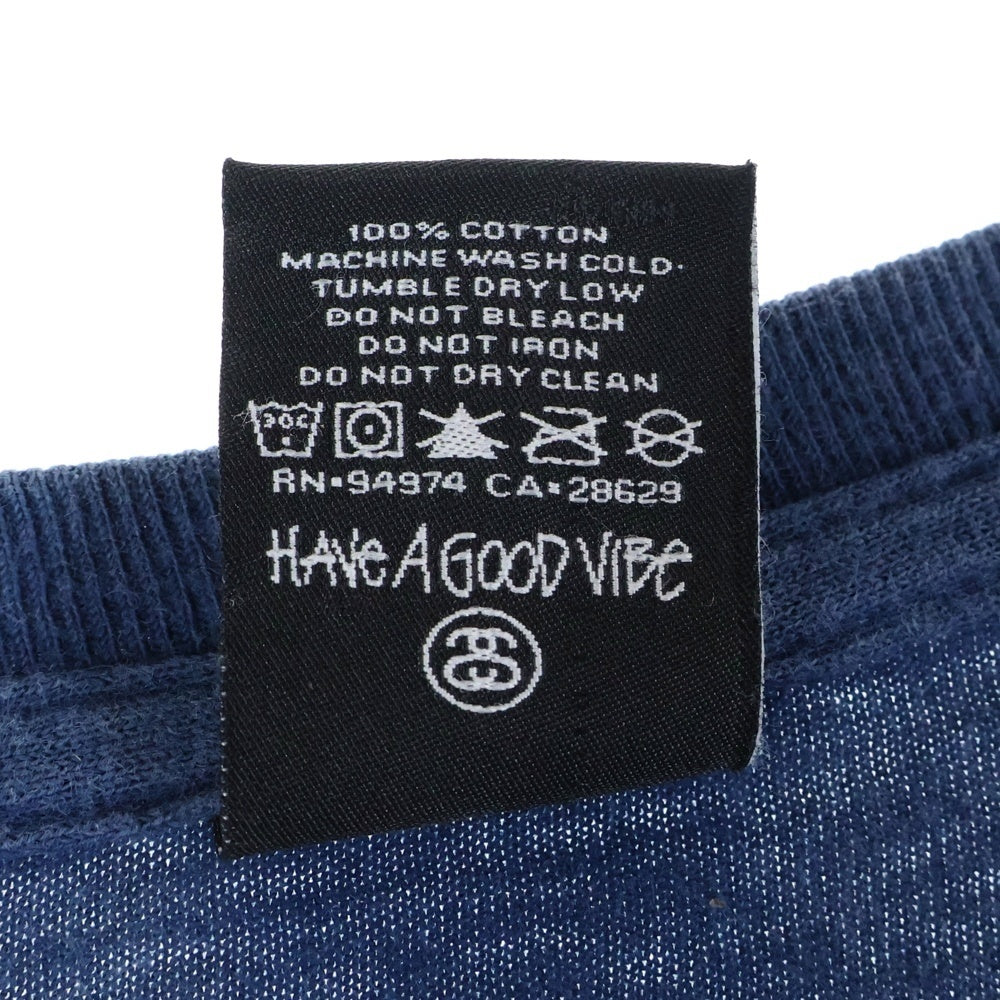 100% COTTON
MACHINE WASH COLD
TUMBLE DRY LOW
DO NOT BLEACH
DO NOT IRON
DO NOT DRY CLEAN
30C
RN·94974 CA·28629
HAVE A GOOD VIBE